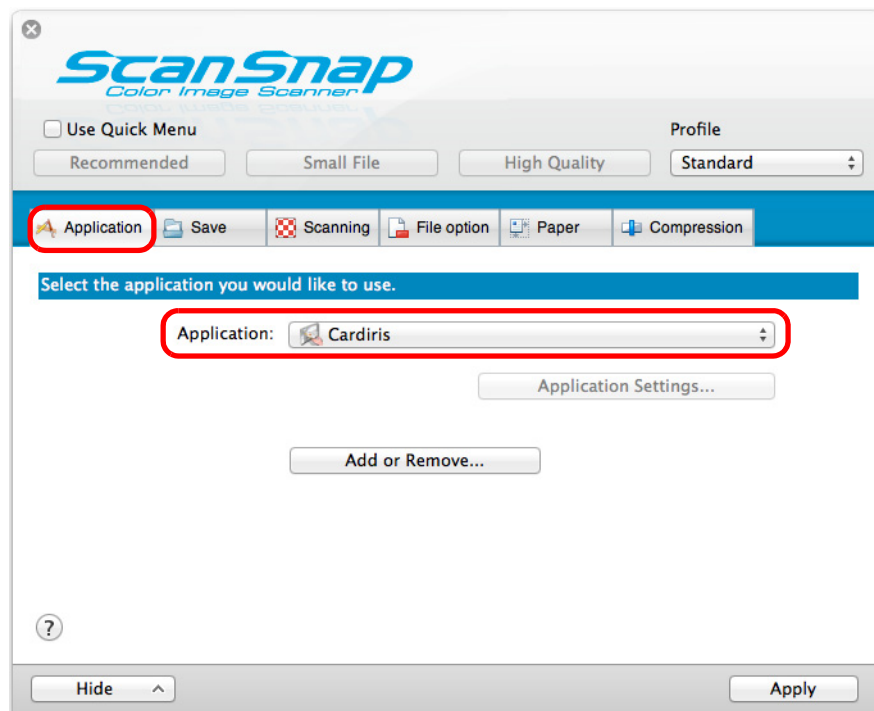 ScanSnap
Color Image Scanner
Use Quick Menu
Profile
Recommended Small File High Quality Standard
Application Save Scanning File option Paper Compression
Select the application you would like to use.
Application: Cardiris
Application Settings...
Add or Remove...
?
Hide Apply